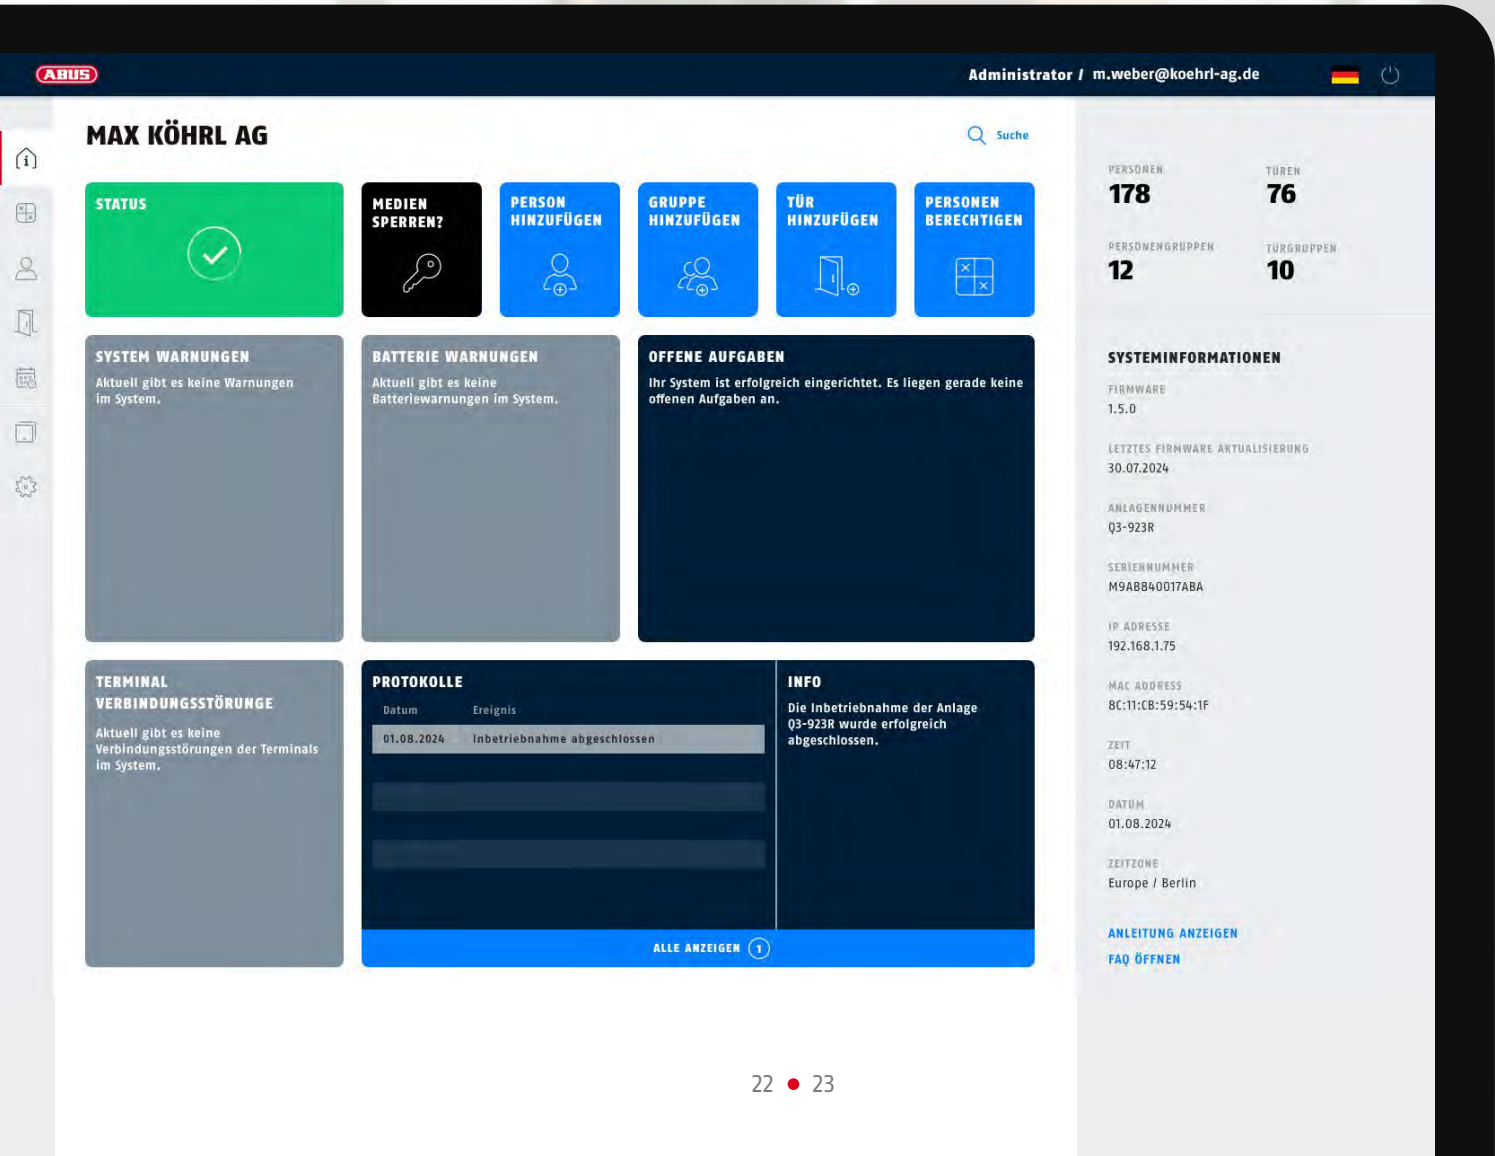 ABUS
Administrator / m.weber@koehrl-ag.de
MAX KÖHRL AG
Suche
STATUS
MEDIEN
SPERREN?
PERSON
HINZUFÜGEN
GRUPPE
HINZUFÜGEN
TÜR
HINZUFÜGEN
PERSONEN
BERECHTIGEN
SYSTEM WARNUNGEN
Aktuell gibt es keine Warnungen
im System.
BATTERIE WARNUNGEN
Aktuell gibt es keine
Batteriewarnungen im System.
OFFENE AUFGABEN
Ihr System ist erfolgreich eingerichtet. Es liegen gerade keine
offenen Aufgaben an.
TERMINAL
VERBINDUNGSSTÖRUNGE
Aktuell gibt es keine
Verbindungsstörungen der Terminals
im System.
PROTOKOLLE
Datum Ereignis
01.08.2024 Inbetriebnahme abgeschlossen
INFO
Die Inbetriebnahme der Anlage
Q3-923R wurde erfolgreich
abgeschlossen.
ALLE ANZEIGEN 1
PERSONEN
178
TÜREN
76
PERSONENGRUPPEN
12
TÜRGRUPPEN
10
SYSTEMINFORMATIONEN
FIRMWARE
1.5.0
LETZTES FIRMWARE AKTUALISIERUNG
30.07.2024
ANLAGENNUMMER
Q3-923R
SERIENNUMMER
M9AB840017ABA
IP ADRESSE
192.168.1.75
MAC ADDRESS
8C:11:CB:59:54:1F
ZEIT
08:47:12
DATUM
01.08.2024
ZEITZONE
Europe / Berlin
ANLEITUNG ANZEIGEN
FAQ ÖFFNEN
22 • 23